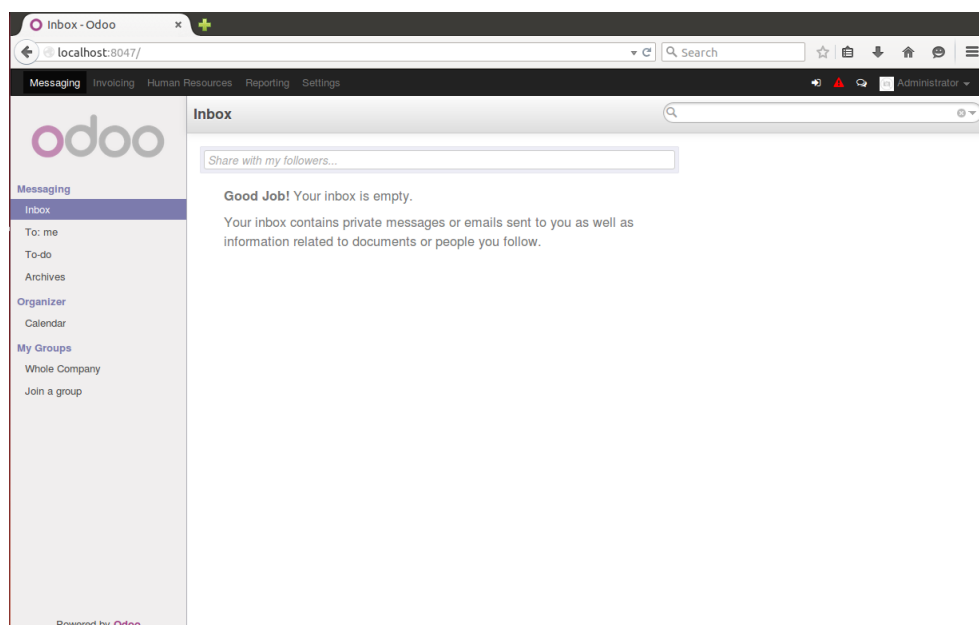 Inbox - Odoo
localhost:8047/
Search
Messaging Invoicing Human Resources Reporting Settings
Administrator
odoo
Inbox
Share with my followers...
Messaging
Inbox
To: me
To-do
Archives
Organizer
Calendar
My Groups
Whole Company
Join a group
Good Job! Your inbox is empty.
Your inbox contains private messages or emails sent to you as well as
information related to documents or people you follow.
Powered by Odoo